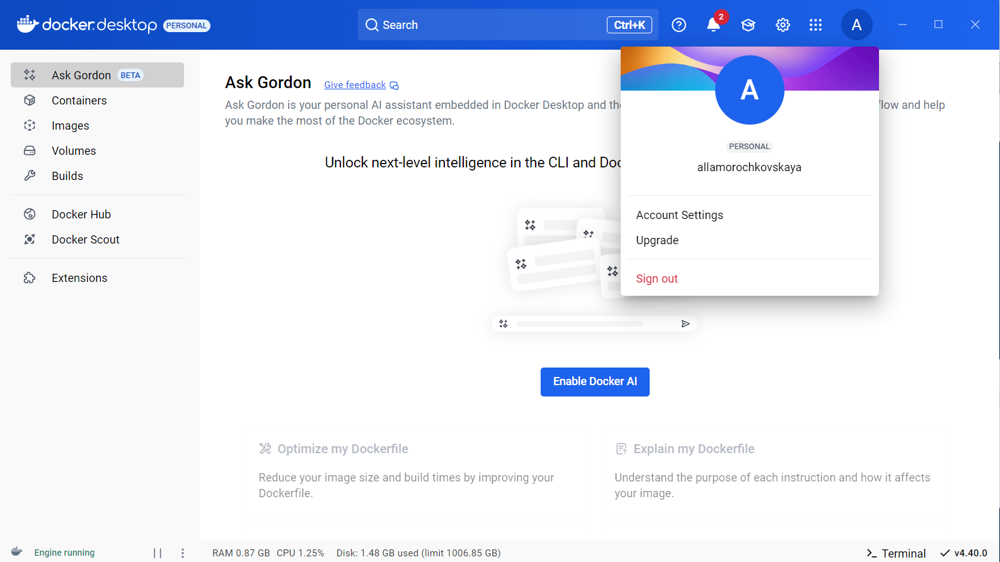 docker.desktop PERSONAL
Search
Ctrl+K
2
A
Ask Gordon BETA
Containers
Images
Volumes
Builds
Docker Hub
Docker Scout
Extensions
Ask Gordon Give feedback
Ask Gordon is your personal AI assistant embedded in Docker Desktop and the
flow and help
you make the most of the Docker ecosystem.
Unlock next-level intelligence in the CLI and Doc
A
PERSONAL
allamorochkovskaya
Account Settings
Upgrade
Sign out
Enable Docker AI
Optimize my Dockerfile
Reduce your image size and build times by improving your
Dockerfile.
Explain my Dockerfile
Understand the purpose of each instruction and how it affects
your image.
Engine running
RAM 0.87 GB CPU 1.25% Disk: 1.48 GB used (limit 1006.85 GB)
Terminal
v4.40.0